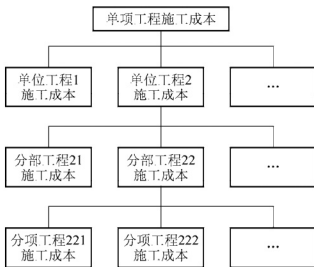 单项工程施工成本
单位工程1
施工成本
单位工程2
施工成本
...
分部工程21
施工成本
分部工程22
施工成本
...
分项工程221
施工成本
分项工程222
施工成本
...